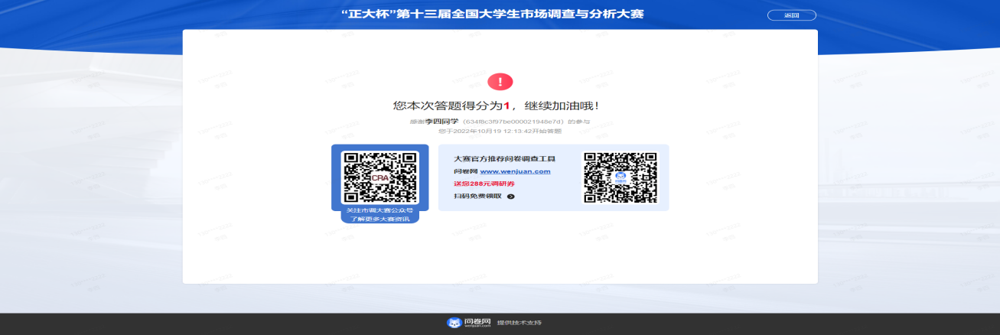 “正大杯”第十三届全国大学生市场调查与分析大赛
返回
!
您本次答题得分为1，继续加油哦！
感谢李四同学（634f8c3f97be000021948e7d）的参与
您于2022年10月19 12:13:42开始答题
CRA
关注市调大赛公众号
了解更多大赛资讯
大赛官方推荐问卷调查工具
问卷网 www.wenjuan.com
送您288元调研券
扫码免费领取
问卷网
wenjuan.com
提供技术支持